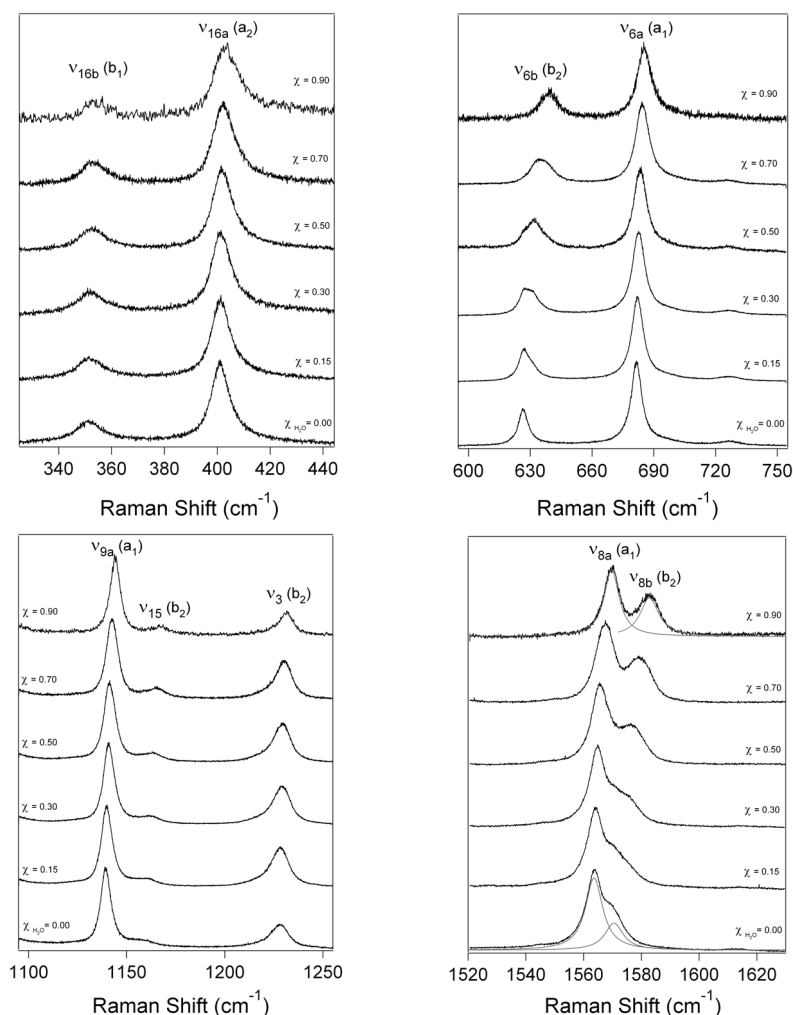 ν16a (a2)
ν16b (b1)
χ = 0.90
χ = 0.70
χ = 0.50
χ = 0.30
χ = 0.15
χ H2O = 0.00
340 360 380 400 420 440
Raman Shift (cm-1)
ν6a (a1)
ν6b (b2)
χ = 0.90
χ = 0.70
χ = 0.50
χ = 0.30
χ = 0.15
χ H2O = 0.00
600 630 660 690 720 750
Raman Shift (cm-1)
ν9a (a1)
ν15 (b2)
ν3 (b2)
χ = 0.90
χ = 0.70
χ = 0.50
χ = 0.30
χ = 0.15
χ H2O = 0.00
1100 1150 1200 1250
Raman Shift (cm-1)
ν8a (a1)
ν8b (b2)
χ = 0.90
χ = 0.70
χ = 0.50
χ = 0.30
χ = 0.15
χ H2O = 0.00
1520 1540 1560 1580 1600 1620
Raman Shift (cm-1)